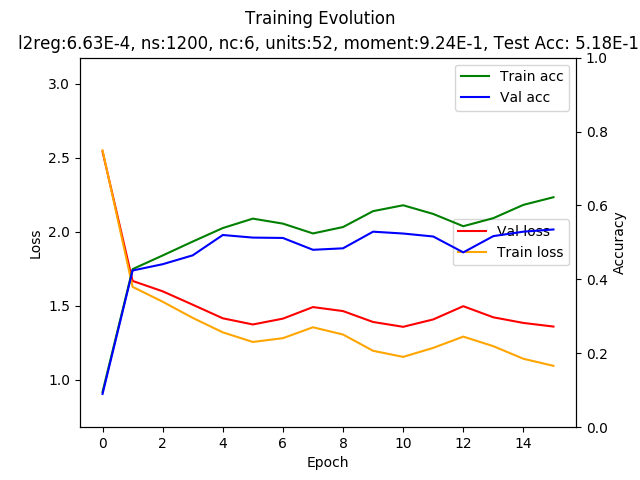 Training Evolution
l2reg:6.63E-4, ns:1200, nc:6, units:52, moment:9.24E-1, Test Acc: 5.18E-1
Train acc
Val acc
Val loss
Train loss
3.0
2.5
2.0
1.5
1.0
Loss
1.0
0.8
0.6
0.4
0.2
0.0
Accuracy
0 2 4 6 8 10 12 14
Epoch